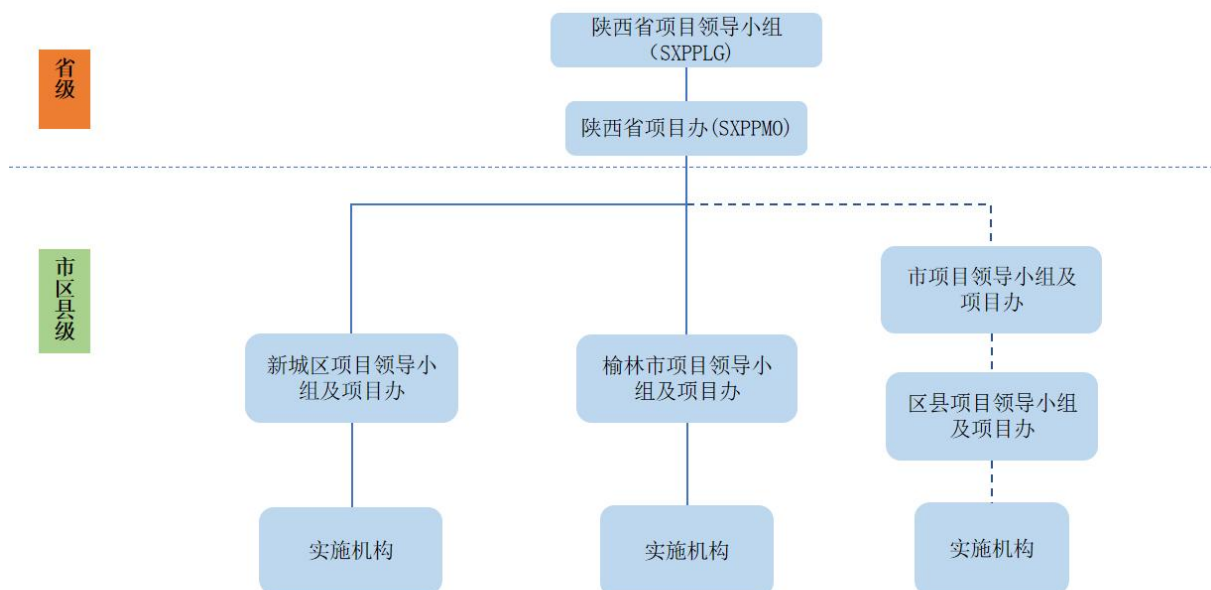 省级
陕西省项目领导小组
（SXPPLG)
陕西省项目办(SXPPMO)
市区县级
市项目领导小组及
项目办
新城区项目领导小
组及项目办
榆林市项目领导小
组及项目办
区县项目领导小组
及项目办
实施机构
实施机构
实施机构